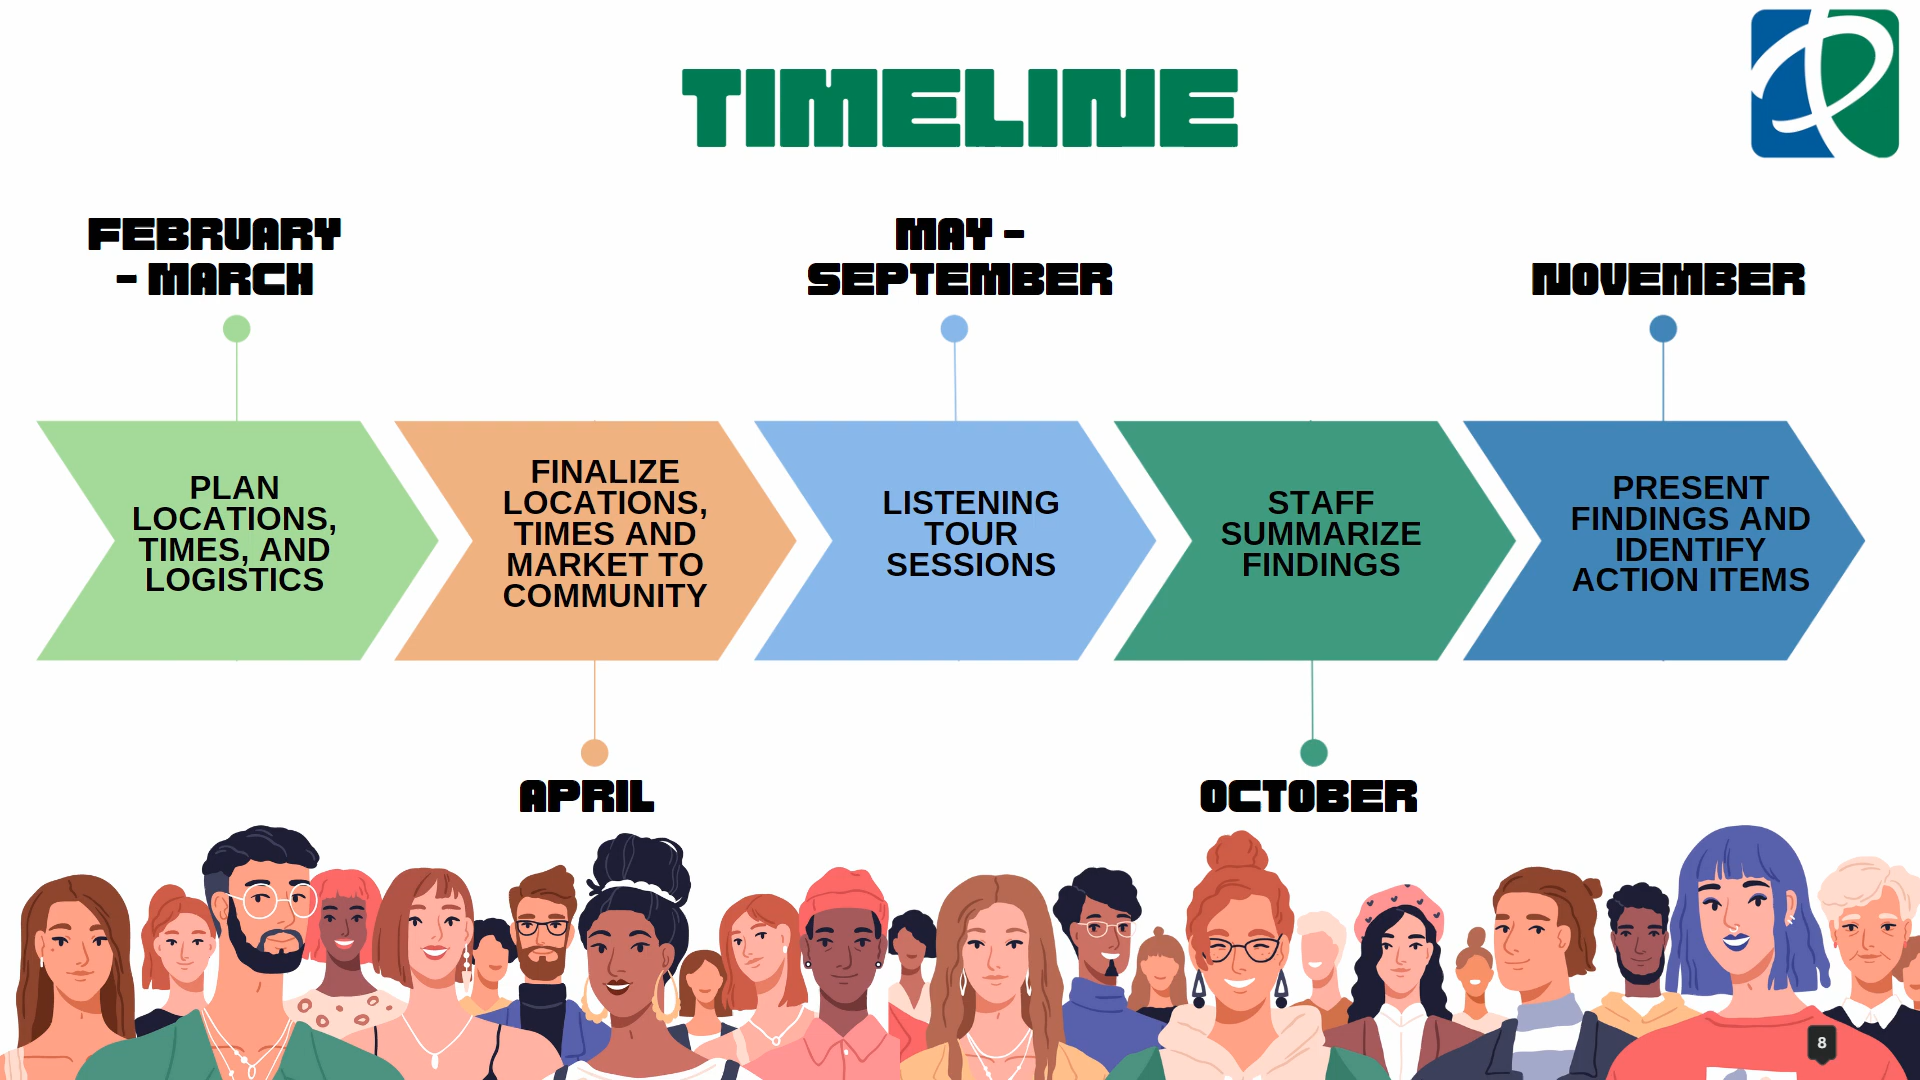 TIMELINE
FEBRUARY
- MARCH
MAY -
SEPTEMBER
NOVEMBER
PLAN
LOCATIONS,
TIMES, AND
LOGISTICS
FINALIZE
LOCATIONS,
TIMES AND
MARKET TO
COMMUNITY
LISTENING
TOUR
SESSIONS
STAFF
SUMMARIZE
FINDINGS
PRESENT
FINDINGS AND
IDENTIFY
ACTION ITEMS
APRIL
OCTOBER
8